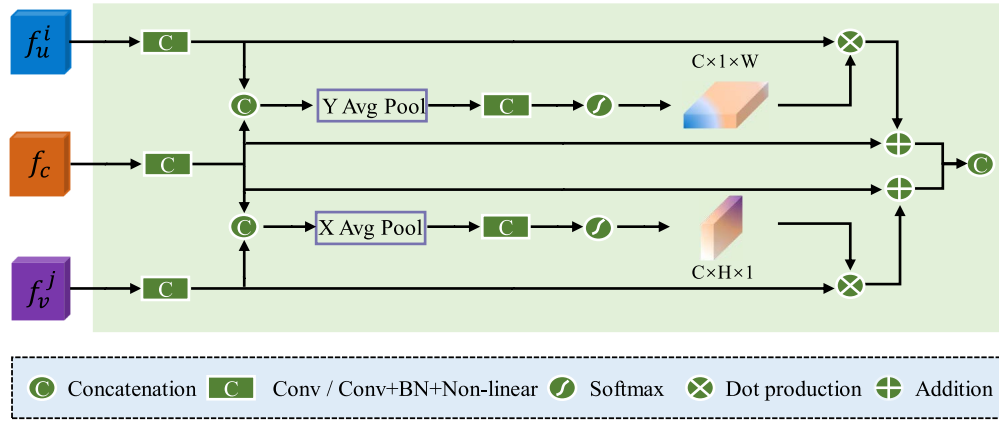 f_u^i C
C×1×W
C Y Avg Pool C
f_c C C
C X Avg Pool C
C×H×1
f_v^j C
C Concatenation C Conv / Conv+BN+Non-linear Softmax Dot production Addition